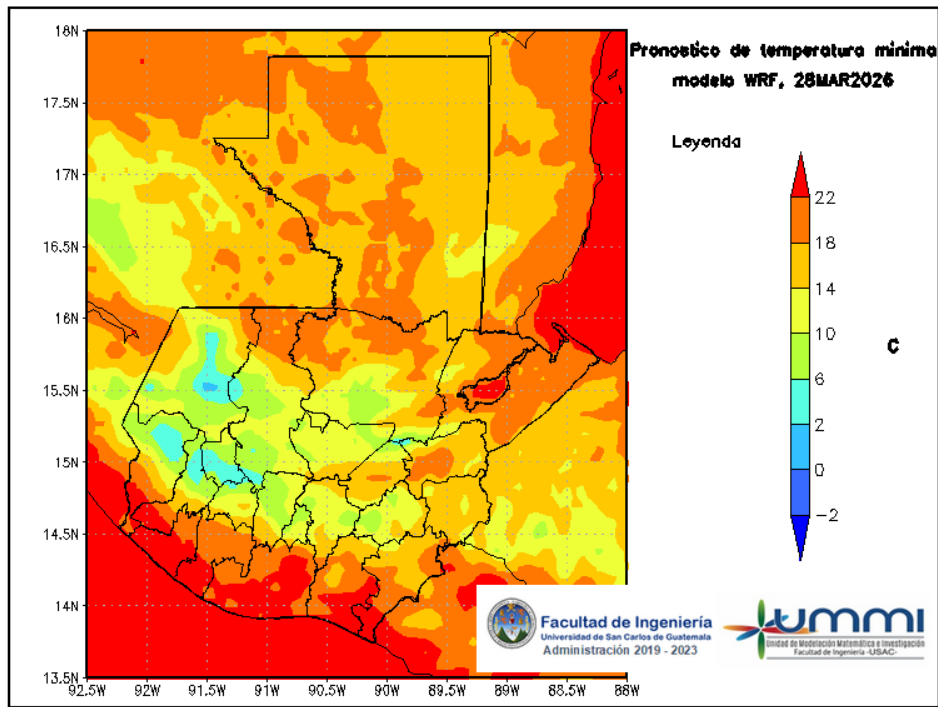 Pronostico de temperatura minima
modelo WRF, 28MAR2026
Leyenda
22
18
14
10
6
2
0
−2
C
18N
17.5N
17N
16.5N
16N
15.5N
15N
14.5N
14N
13.5N
92.5W
92W
91.5W
91W
90.5W
90W
89.5W
89W
88.5W
88W
Facultad de Ingeniería
Universidad de San Carlos de Guatemala
Administración 2019 - 2023
UMMI
Unidad de Modelación Matemática e Investigación
Facultad de Ingeniería -USAC-